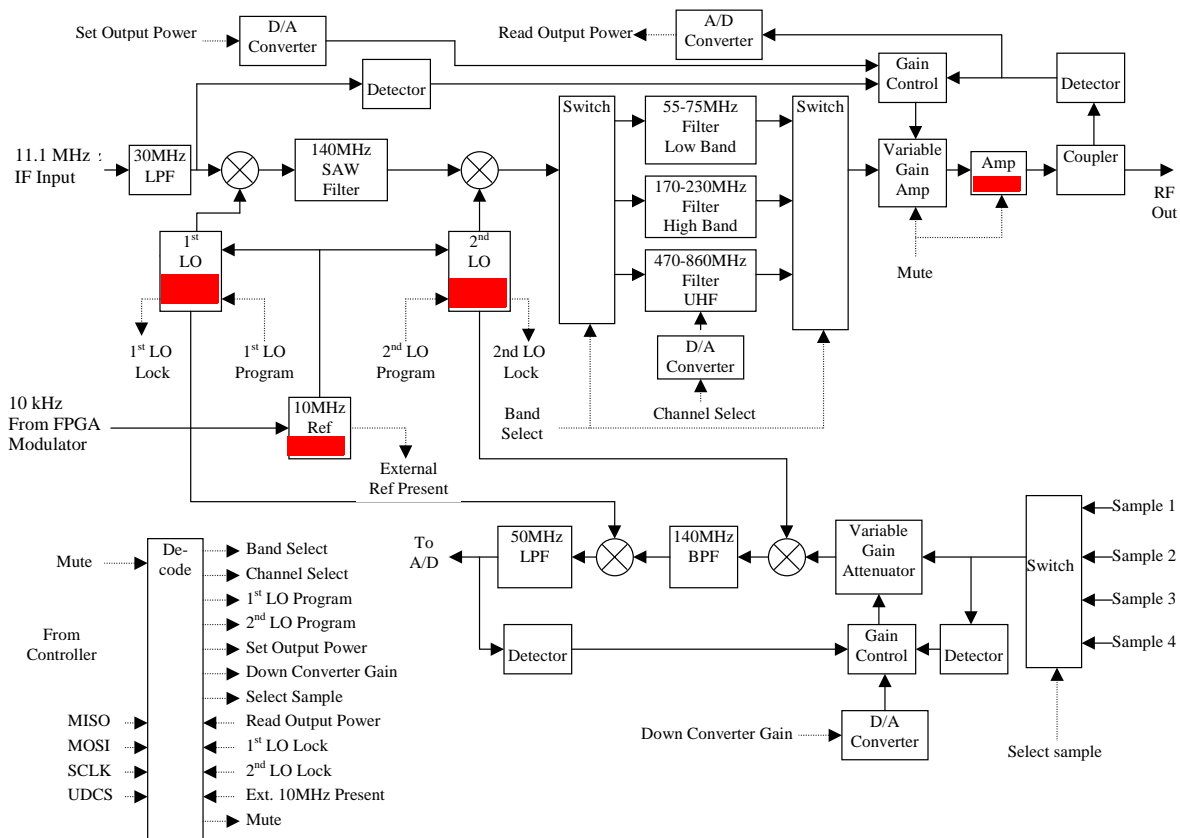 Set Output Power
D/A
Converter
Read Output Power
A/D
Converter
Detector
Gain
Control
Detector
Switch
55-75MHz
Filter
Low Band
Switch
11.1 MHz
IF Input
30MHz
LPF
140MHz
SAW
Filter
170-230MHz
Filter
High Band
Variable
Gain
Amp
Amp
Coupler
RF
Out
1st
LO
2nd
LO
470-860MHz
Filter
UHF
Mute
1st LO
Lock
1st LO
Program
2nd LO
Program
2nd LO
Lock
D/A
Converter
10 kHz
From FPGA
Modulator
10MHz
Ref
Band
Select
Channel Select
External
Ref Present
To
A/D
50MHz
LPF
140MHz
BPF
Variable
Gain
Attenuator
Switch
Sample 1
Sample 2
Sample 3
Sample 4
Detector
Gain
Control
Detector
Down Converter Gain
D/A
Converter
Select sample
Mute
De-
code
Band Select
Channel Select
1st LO Program
2nd LO Program
From
Controller
Set Output Power
Down Converter Gain
Select Sample
MISO
Read Output Power
MOSI
1st LO Lock
SCLK
2nd LO Lock
UDCS
Ext. 10MHz Present
Mute